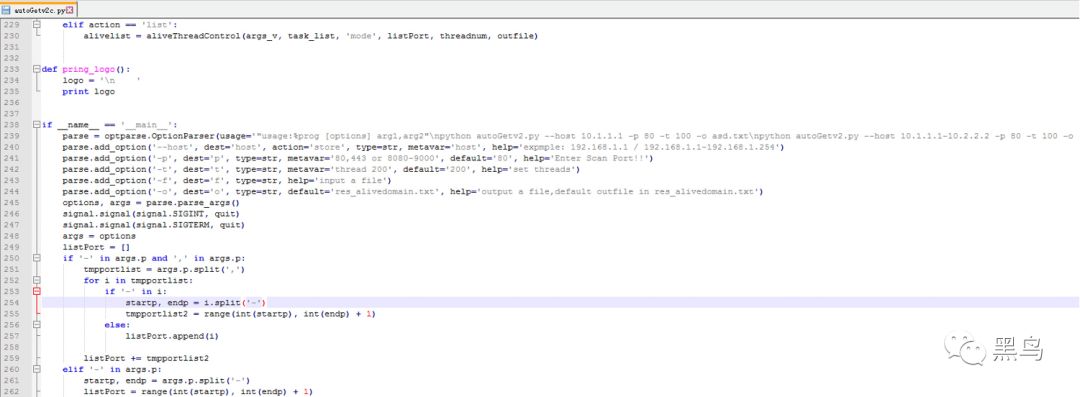 autoGetv2c.py
229 elif action == 'list':
230 alivelist = aliveThreadControl(args_v, task_list, 'mode', listPort, threadnum, outfile)
231
232
233 def pring_logo():
234 logo = '\n    '
235 print logo
236
237
238 if __name__ == '__main__':
239 parse = optparse.OptionParser(usage='"usage:%prog [options] arg1,arg2"\npython autoGetv2.py --host 10.1.1.1 -p 80 -t 100 -o asd.txt\npython autoGetv2.py --host 10.1.1.1-10.2.2.2 -p 80 -t 100 -o
240 parse.add_option('--host', dest='host', action='store', type=str, metavar='host', help='expmple: 192.168.1.1 / 192.168.1.1-192.168.1.254')
241 parse.add_option('-p', dest='p', type=str, metavar='80,443 or 8080-9000', default='80', help='Enter Scan Port!!')
242 parse.add_option('-t', dest='t', type=str, metavar='thread 200', default='200', help='set threads')
243 parse.add_option('-f', dest='f', type=str, help='input a file')
244 parse.add_option('-o', dest='o', type=str, default='res_alivedomain.txt', help='output a file,default outfile in res_alivedomain.txt')
245 options, args = parse.parse_args()
246 signal.signal(signal.SIGINT, quit)
247 signal.signal(signal.SIGTERM, quit)
248 args = options
249 listPort = []
250 if '-' in args.p and ',' in args.p:
251 tmpportlist = args.p.split(',')
252 for i in tmpportlist:
253 if '-' in i:
254 startp, endp = i.split('-')
255 tmpportlist2 = range(int(startp), int(endp) + 1)
256 else:
257 listPort.append(i)
258
259 listPort += tmpportlist2
260 elif '-' in args.p:
261 startp, endp = args.p.split('-')
262 listPort = range(int(startp), int(endp) + 1)
黑鸟